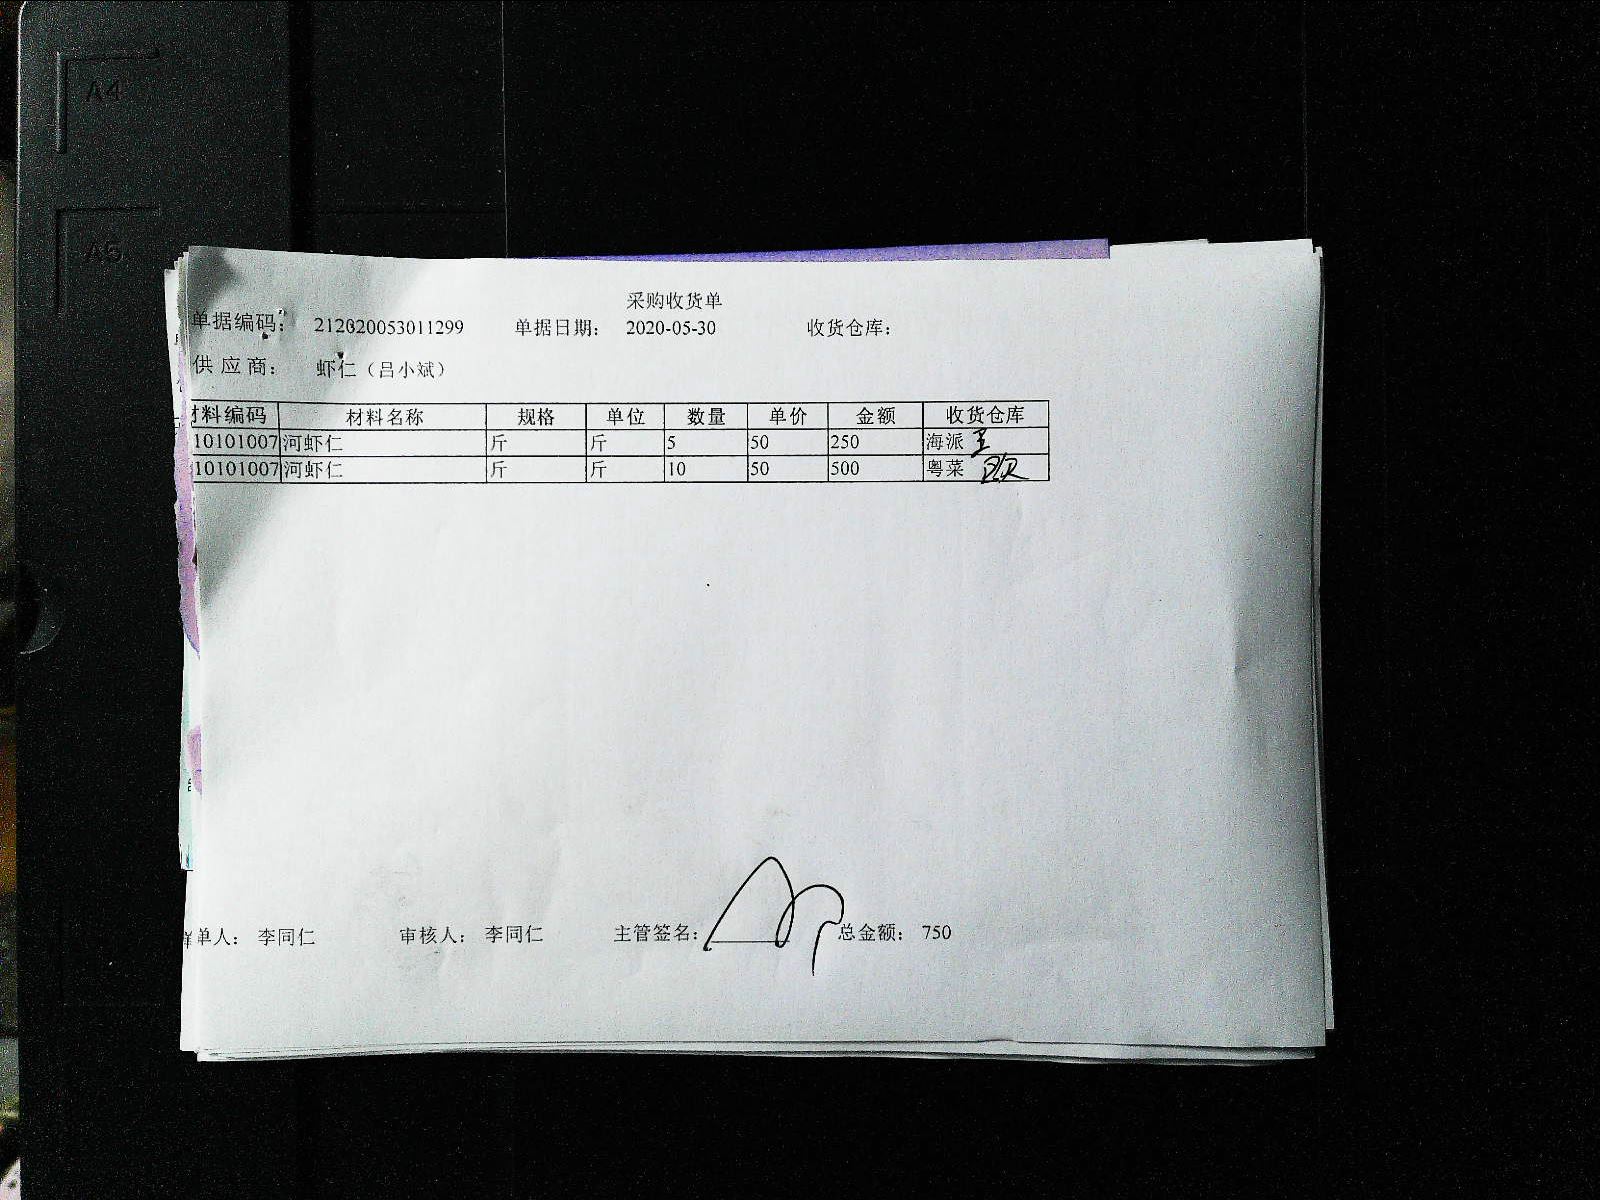 A4
A5
采购收货单
单据编码： 212020053011299 单据日期： 2020-05-30 收货仓库：
供应商： 虾仁（吕小斌）
材料编码 材料名称 规格 单位 数量 单价 金额 收货仓库
10101007 河虾仁 斤 斤 5 50 250 海派
10101007 河虾仁 斤 斤 10 50 500 粤菜
单人： 李同仁 审核人： 李同仁 主管签名： 总金额： 750